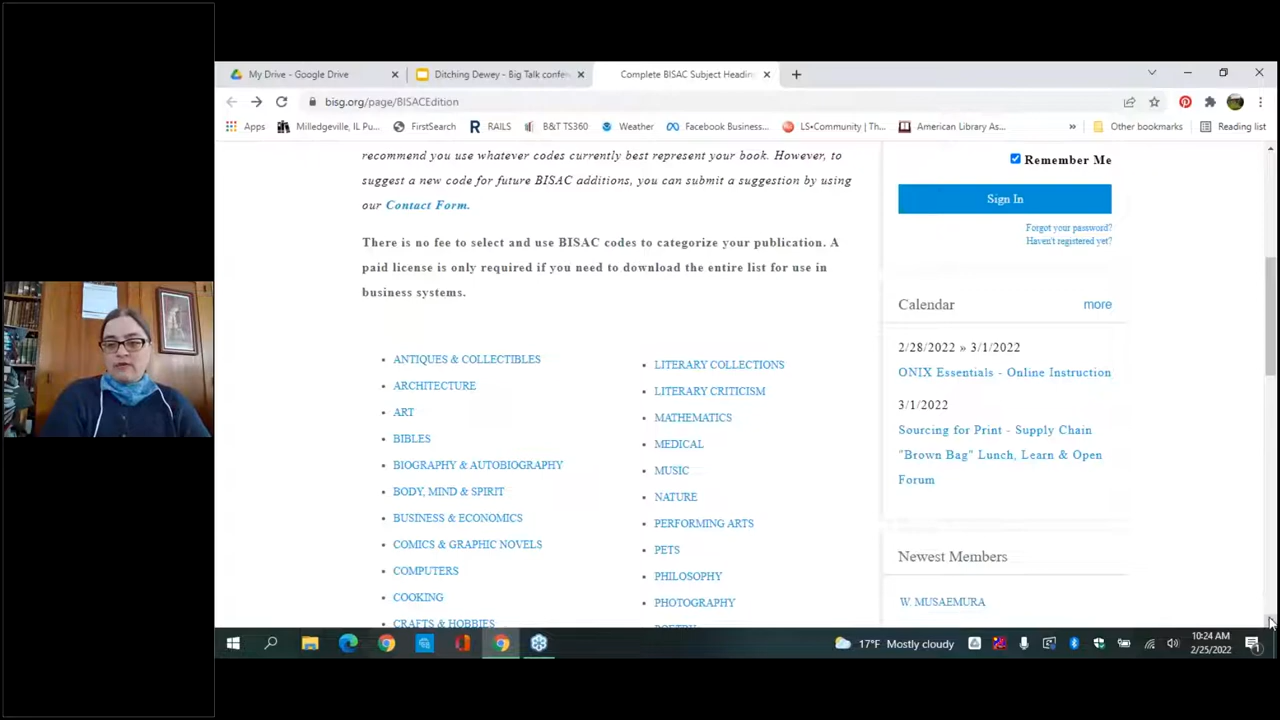 My Drive - Google Drive
Ditching Dewey - Big Talk confe
Complete BISAC Subject Headin
bisg.org/page/BISACEdition
Apps
Milledgeville, IL Pu...
FirstSearch
RAILS
B&T TS360
Weather
Facebook Business...
LS•Community | Th...
American Library As...
»
Other bookmarks
Reading list
recommend you use whatever codes currently best represent your book. However, to
suggest a new code for future BISAC additions, you can submit a suggestion by using
our Contact Form.
There is no fee to select and use BISAC codes to categorize your publication. A
paid license is only required if you need to download the entire list for use in
business systems.
ANTIQUES & COLLECTIBLES
ARCHITECTURE
ART
BIBLES
BIOGRAPHY & AUTOBIOGRAPHY
BODY, MIND & SPIRIT
BUSINESS & ECONOMICS
COMICS & GRAPHIC NOVELS
COMPUTERS
COOKING
CRAFTS & HOBBIES
LITERARY COLLECTIONS
LITERARY CRITICISM
MATHEMATICS
MEDICAL
MUSIC
NATURE
PERFORMING ARTS
PETS
PHILOSOPHY
PHOTOGRAPHY
Remember Me
Sign In
Forgot your password?
Haven't registered yet?
Calendar
more
2/28/2022 » 3/1/2022
ONIX Essentials - Online Instruction
3/1/2022
Sourcing for Print - Supply Chain
"Brown Bag" Lunch, Learn & Open
Forum
Newest Members
W. MUSAEMURA
17°F Mostly cloudy
10:24 AM
2/25/2022